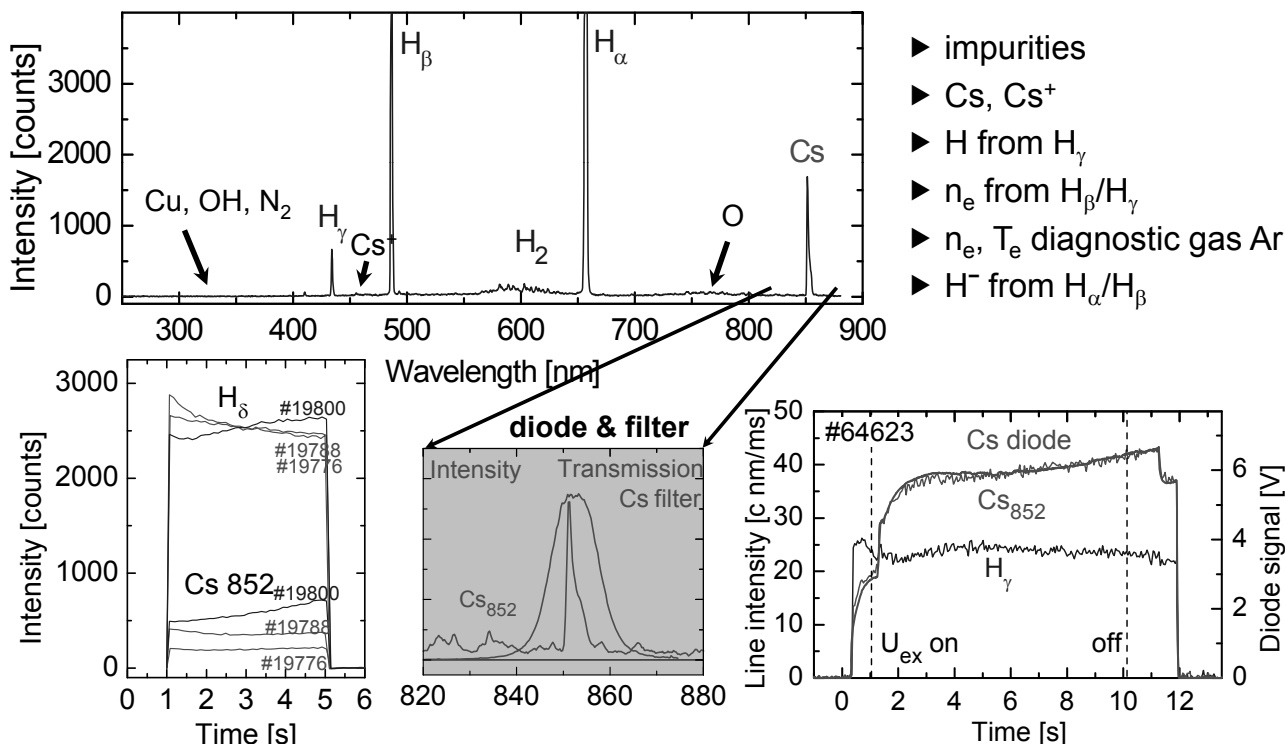 Intensity [counts]
3000
2000
1000
0
Hβ
Hα
Cs
Cu, OH, N2
Hγ
Cs+
H2
O
300 400 500 600 700 800 900
Wavelength [nm]
► impurities
► Cs, Cs+
► H from Hγ
► ne from Hβ/Hγ
► ne, Te diagnostic gas Ar
► H− from Hα/Hβ
Intensity [counts]
3000
2000
1000
0
Hδ
#19800
#19788
#19776
Cs 852
#19800
#19788
#19776
0 1 2 3 4 5 6
Time [s]
diode & filter
Intensity Transmission
Cs filter
Cs852
820 840 860 880
Line intensity [c nm/ms]
50
40
30
20
10
0
#64623
Cs diode
Cs852
Hγ
Uex on
off
0 2 4 6 8 10 12
Time [s]
6
4
2
0
Diode signal [V]